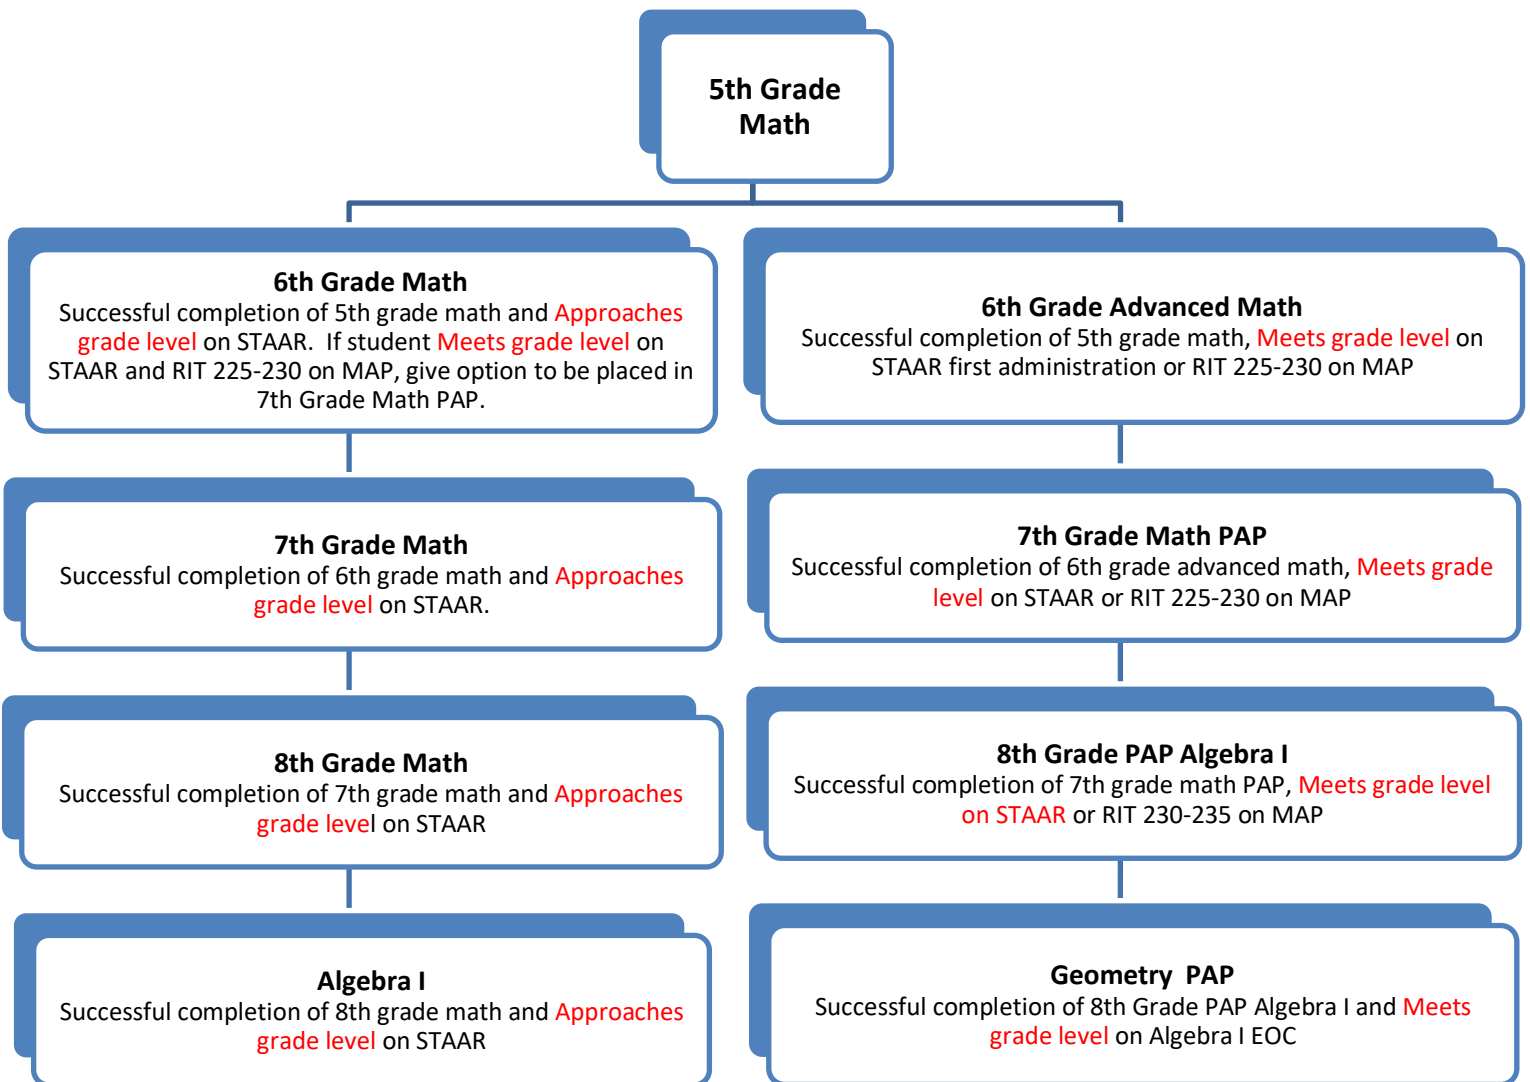 5th Grade
Math
6th Grade Math
Successful completion of 5th grade math and Approaches
grade level on STAAR.  If student Meets grade level on
STAAR and RIT 225-230 on MAP, give option to be placed in
7th Grade Math PAP.
6th Grade Advanced Math
Successful completion of 5th grade math, Meets grade level on
STAAR first administration or RIT 225-230 on MAP
7th Grade Math
Successful completion of 6th grade math and Approaches
grade level on STAAR.
7th Grade Math PAP
Successful completion of 6th grade advanced math, Meets grade
level on STAAR or RIT 225-230 on MAP
8th Grade Math
Successful completion of 7th grade math and Approaches
grade level on STAAR
8th Grade PAP Algebra I
Successful completion of 7th grade math PAP, Meets grade level
on STAAR or RIT 230-235 on MAP
Algebra I
Successful completion of 8th grade math and Approaches
grade level on STAAR
Geometry  PAP
Successful completion of 8th Grade PAP Algebra I and Meets
grade level on Algebra I EOC